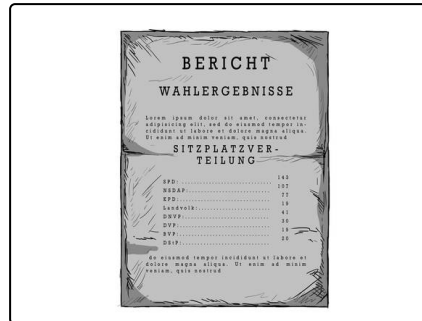 BERICHT
WAHLERGEBNISSE
Lorem ipsum dolor sit amet, consectetur
adipisicing elit, sed do eiusmod tempor in-
cididunt ut labore et dolore magna aliqua.
Ut enim ad minim veniam, quis nostrud
SITZPLATZVER-
TEILUNG
SPD: 143
NSDAP: 107
KPD: 77
Landvolk: 19
DNVP: 41
DVP: 30
BVP: 19
DStP: 20
do eiusmod tempor incididunt ut labore et
dolore magna aliqua. Ut enim ad minim
veniam, quis nostrud